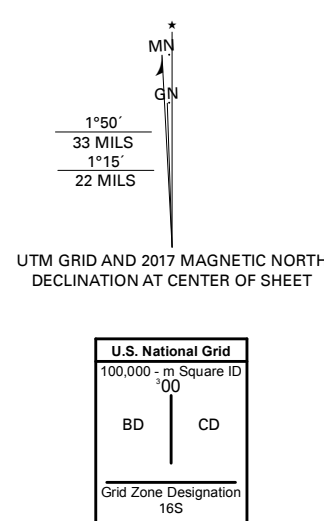 MN
GN
1°50´
33 MILS
1°15´
22 MILS
UTM GRID AND 2017 MAGNETIC NORTH
DECLINATION AT CENTER OF SHEET
U.S. National Grid
100,000 - m Square ID
³00
BD CD
Grid Zone Designation
16S